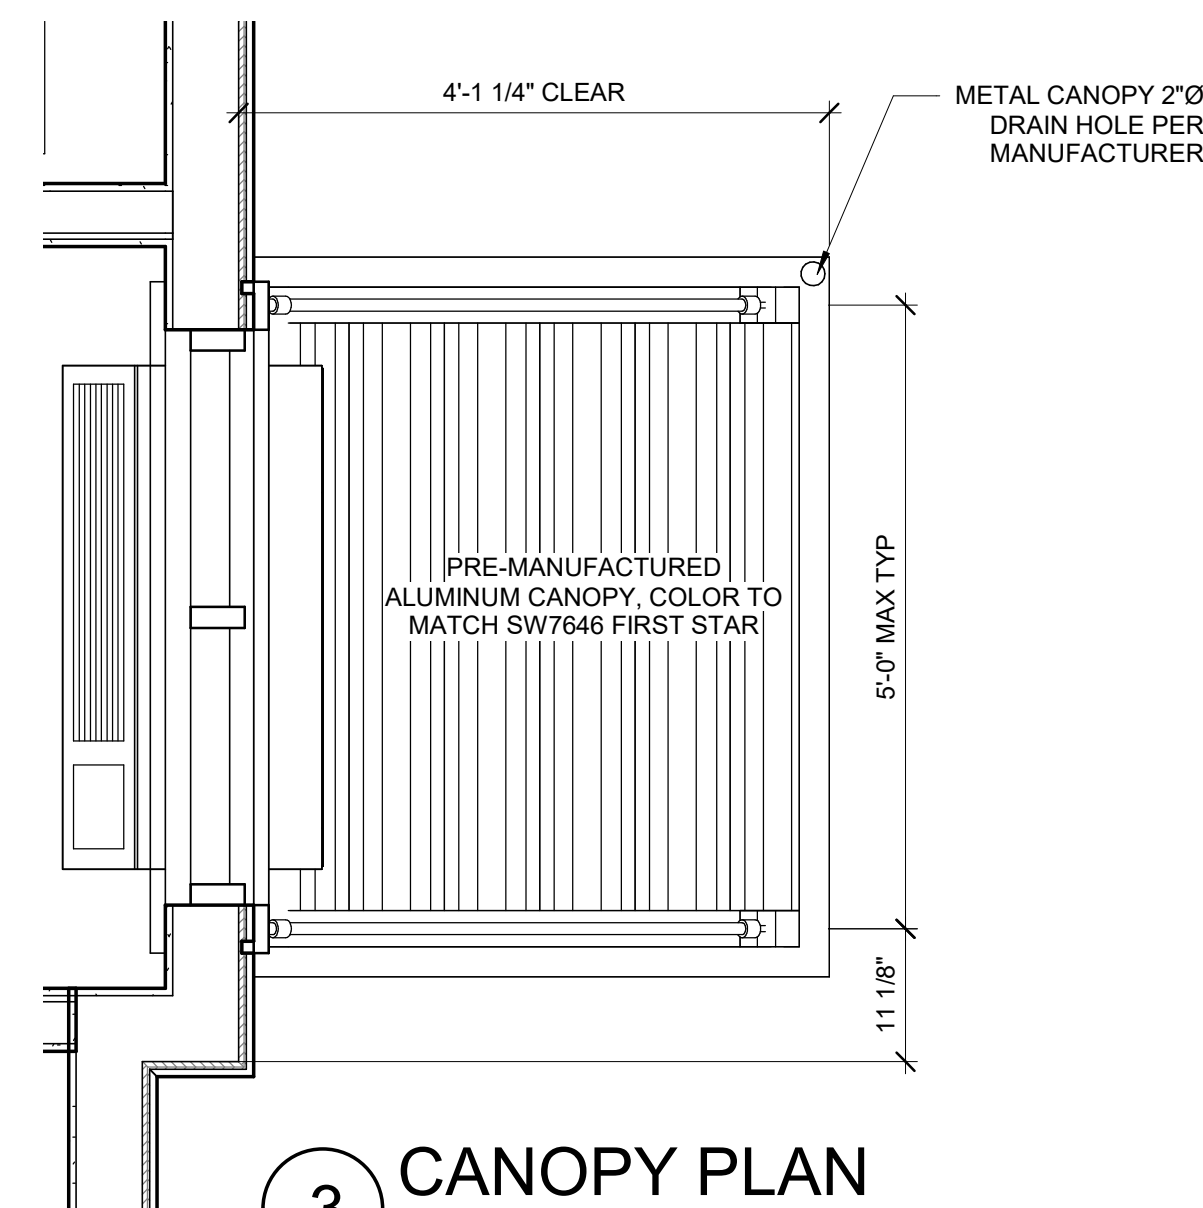 4'-1 1/4" CLEAR
METAL CANOPY 2"Ø
DRAIN HOLE PER
MANUFACTURER
PRE-MANUFACTURED
ALUMINUM CANOPY, COLOR TO
MATCH SW7646 FIRST STAR
5'-0" MAX TYP
11 1/8"
CANOPY PLAN
3